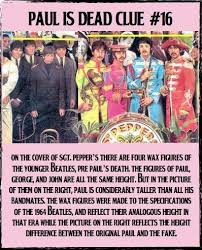 PAUL IS DEAD CLUE #16
SGT. PEPPER'S
ON THE COVER OF SGT. PEPPER'S THERE ARE FOUR WAX FIGURES
OF THE YOUNGER BEATLES, PRE PAUL'S DEATH. THE FIGURES OF PAUL,
GEORGE, AND JOHN ARE ALL THE SAME HEIGHT. BUT IN THE PICTURE
OF THEM ON THE RIGHT, PAUL IS CONSIDERABLY TALLER THAN ALL HIS
BANDMATES. THE WAX FIGURES WERE MADE TO THE SPECIFICATIONS
OF THE 1964 BEATLES, AND REFLECT THEIR ANALOGOUS HEIGHT IN
THAT ERA WHILE THE PICTURE ON THE RIGHT REFLECTS THE HEIGHT
DIFFERENCE BETWEEN THE ORIGINAL PAUL AND THE FAKE.